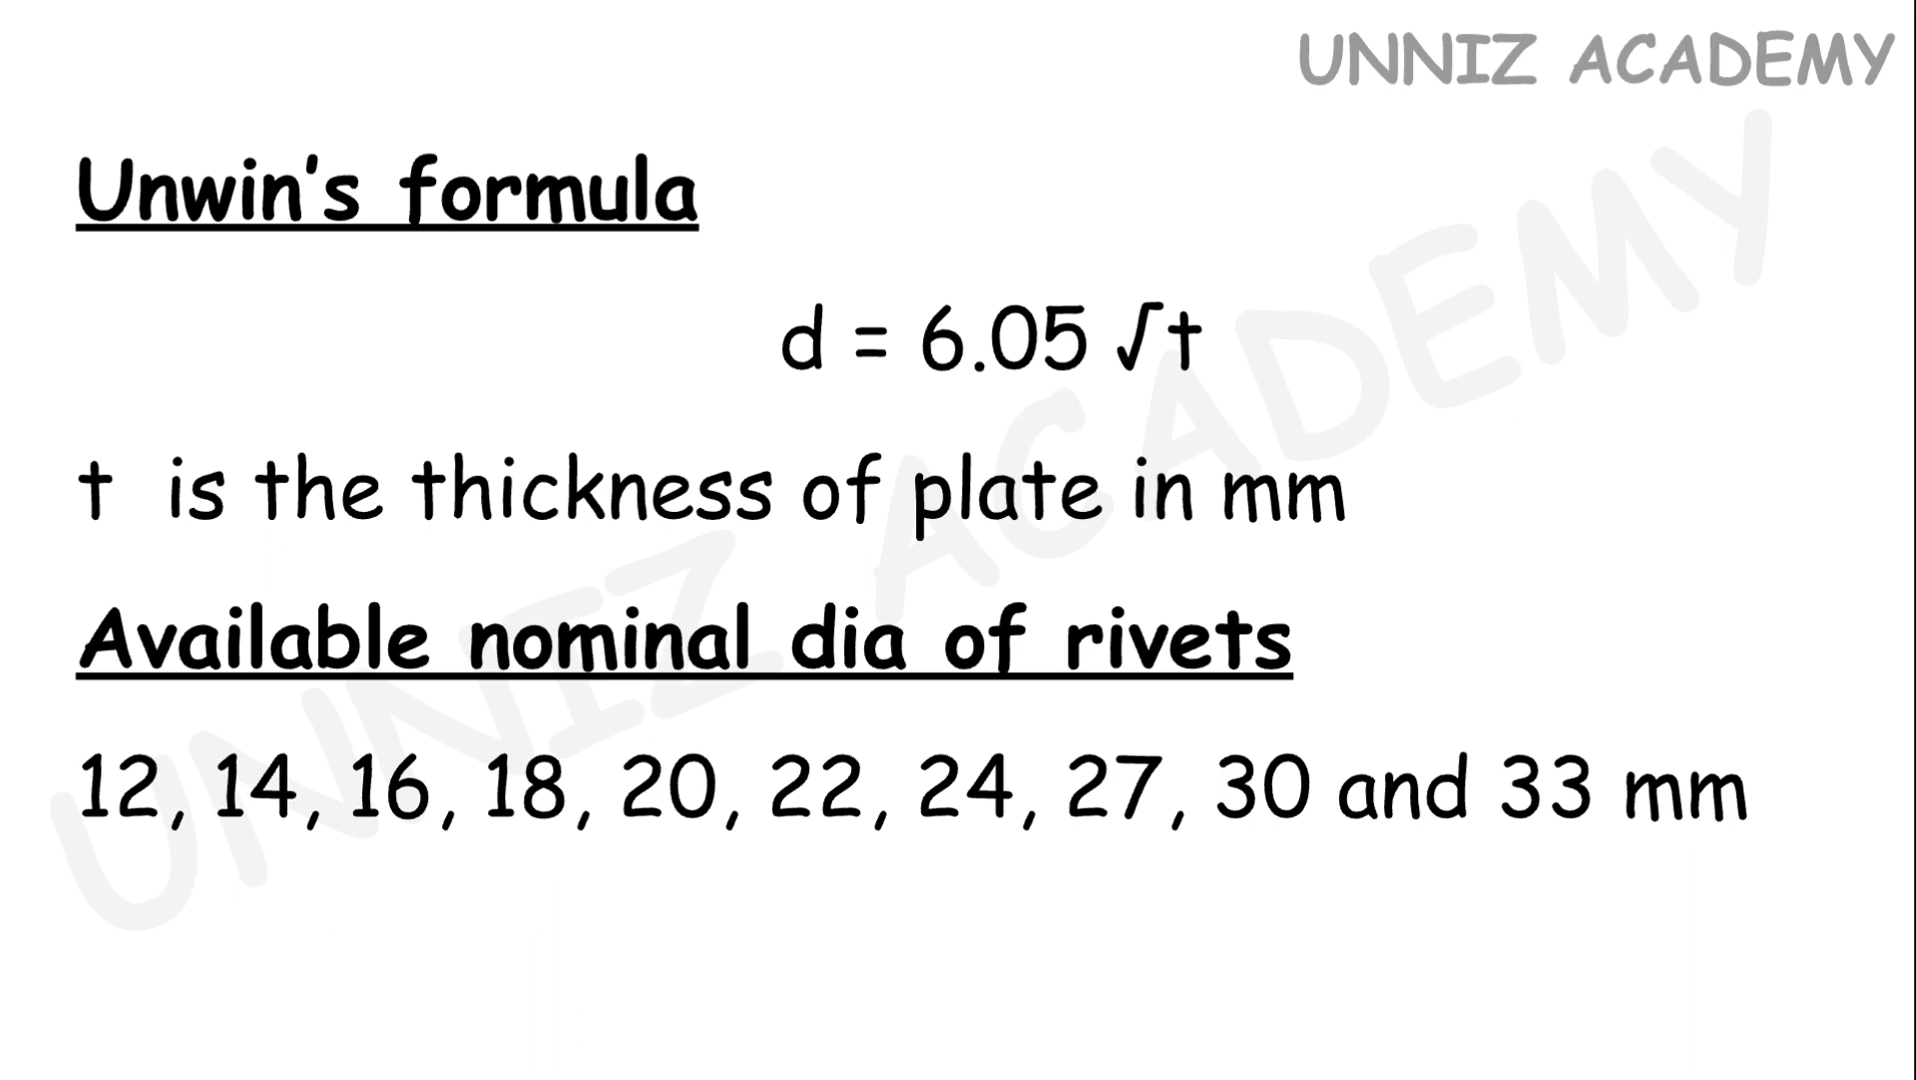 UNNIZ ACADEMY
Unwin's formula
d = 6.05 √t
t is the thickness of plate in mm
Available nominal dia of rivets
12, 14, 16, 18, 20, 22, 24, 27, 30 and 33 mm
UNNIZ ACADEMY